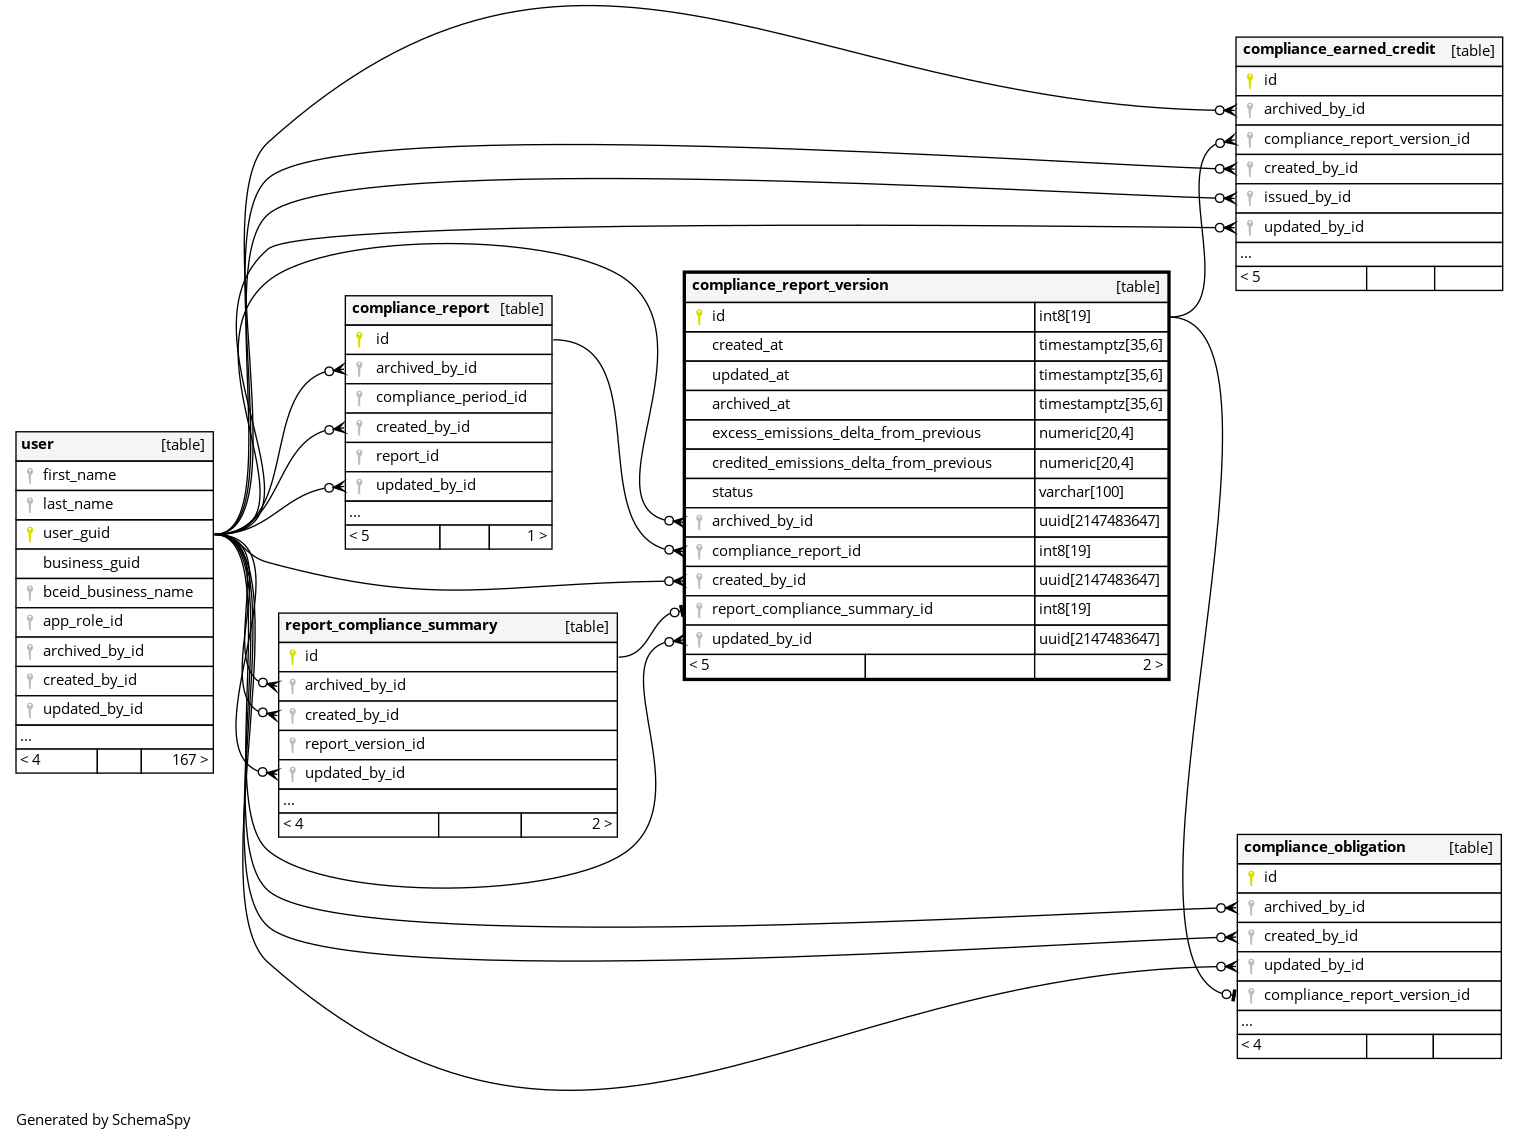 compliance_earned_credit [table]
id
archived_by_id
compliance_report_version_id
created_by_id
issued_by_id
updated_by_id
...
< 5
compliance_report_version [table]
id int8[19]
created_at timestamptz[35,6]
updated_at timestamptz[35,6]
archived_at timestamptz[35,6]
excess_emissions_delta_from_previous numeric[20,4]
credited_emissions_delta_from_previous numeric[20,4]
status varchar[100]
archived_by_id uuid[2147483647]
compliance_report_id int8[19]
created_by_id uuid[2147483647]
report_compliance_summary_id int8[19]
updated_by_id uuid[2147483647]
< 5 2 >
compliance_report [table]
id
archived_by_id
compliance_period_id
created_by_id
report_id
updated_by_id
...
< 5 1 >
user [table]
first_name
last_name
user_guid
business_guid
bceid_business_name
app_role_id
archived_by_id
created_by_id
updated_by_id
...
< 4 167 >
report_compliance_summary [table]
id
archived_by_id
created_by_id
report_version_id
updated_by_id
...
< 4 2 >
compliance_obligation [table]
id
archived_by_id
created_by_id
updated_by_id
compliance_report_version_id
...
< 4
Generated by SchemaSpy